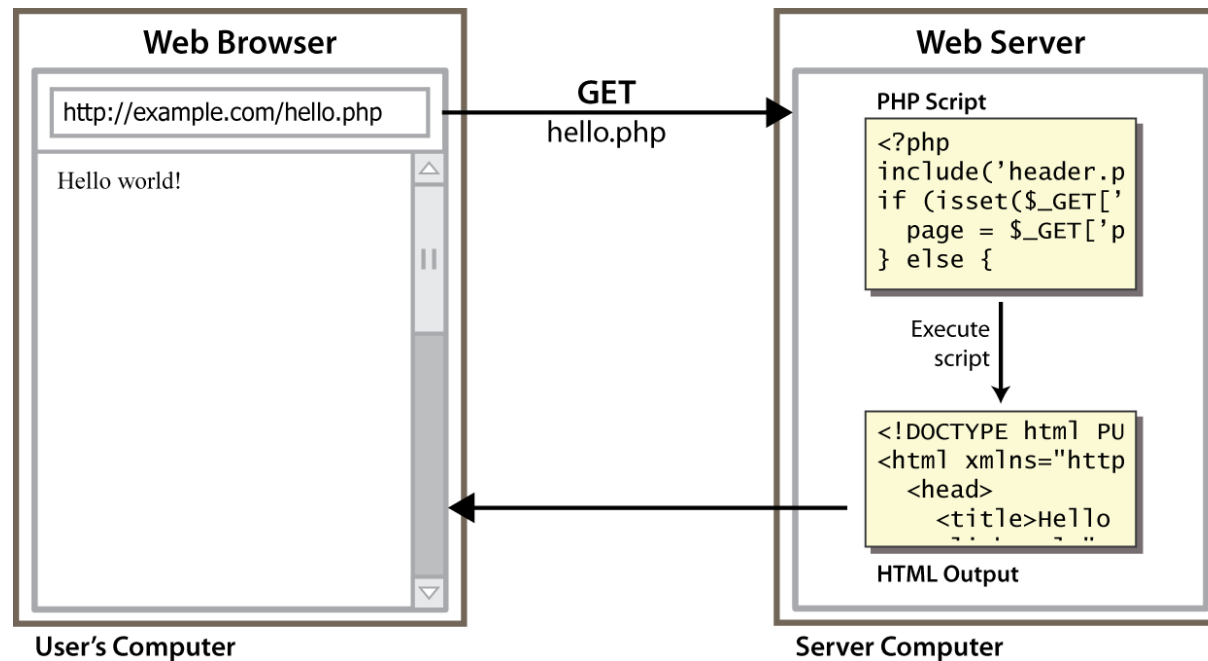 Web Browser
http://example.com/hello.php
Hello world!
User's Computer
GET
hello.php
Web Server
PHP Script
<?php
include('header.p
if (isset($_GET['
  page = $_GET['p
} else {
Execute
script
<!DOCTYPE html PU
<html xmlns="http
  <head>
    <title>Hello
HTML Output
Server Computer